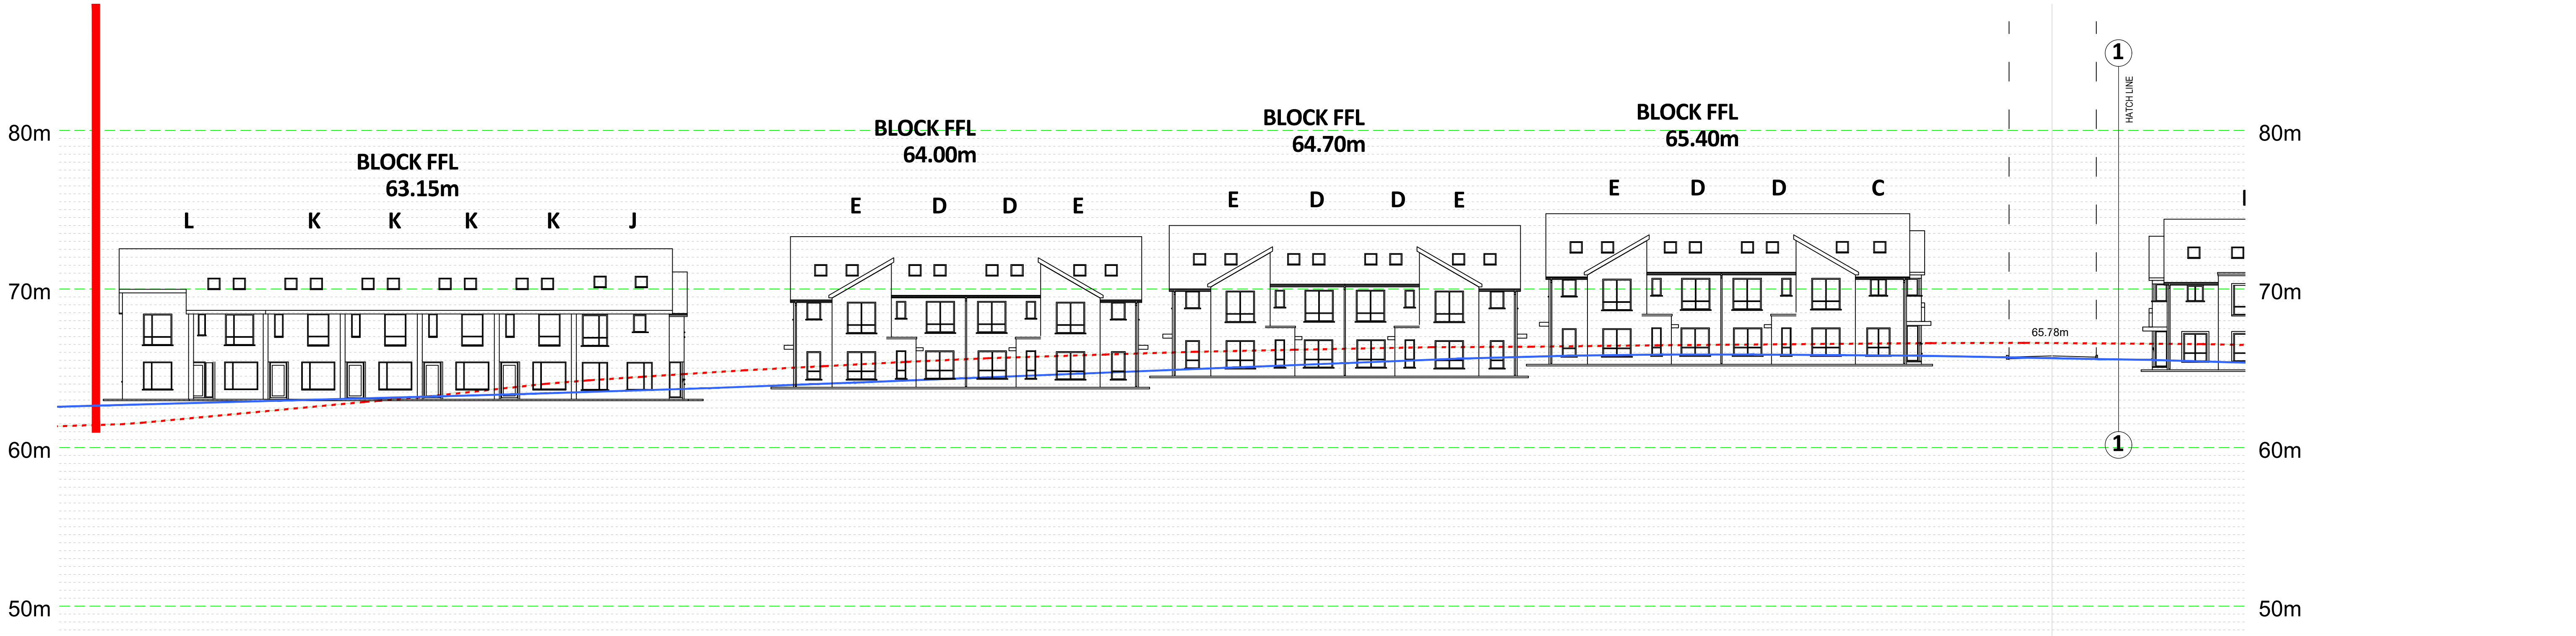 BLOCK FFL
65.40m
BLOCK FFL
64.70m
BLOCK FFL
64.00m
BLOCK FFL
63.15m
1
HATCH LINE
80m
80m
E D D C
E D D E
E D D E
L K K K K J
70m
70m
65.78m
1
60m
60m
50m
50m